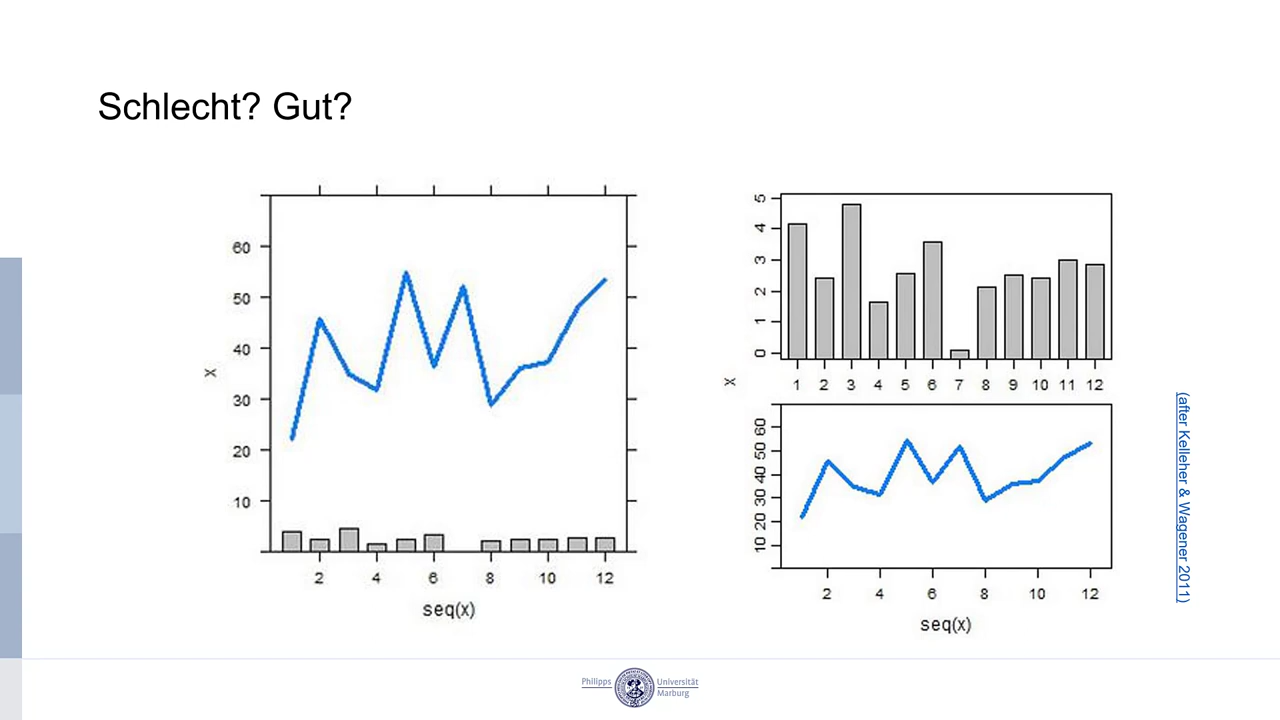 Schlecht? Gut?
60
50
40
30
20
10
x
2 4 6 8 10 12
seq(x)
5
4
3
2
1
0
1 2 3 4 5 6 7 8 9 10 11 12
x
60
50
40
30
20
10
2 4 6 8 10 12
seq(x)
(after Kelleher & Wagener 2011)
Philipps Universität
Marburg